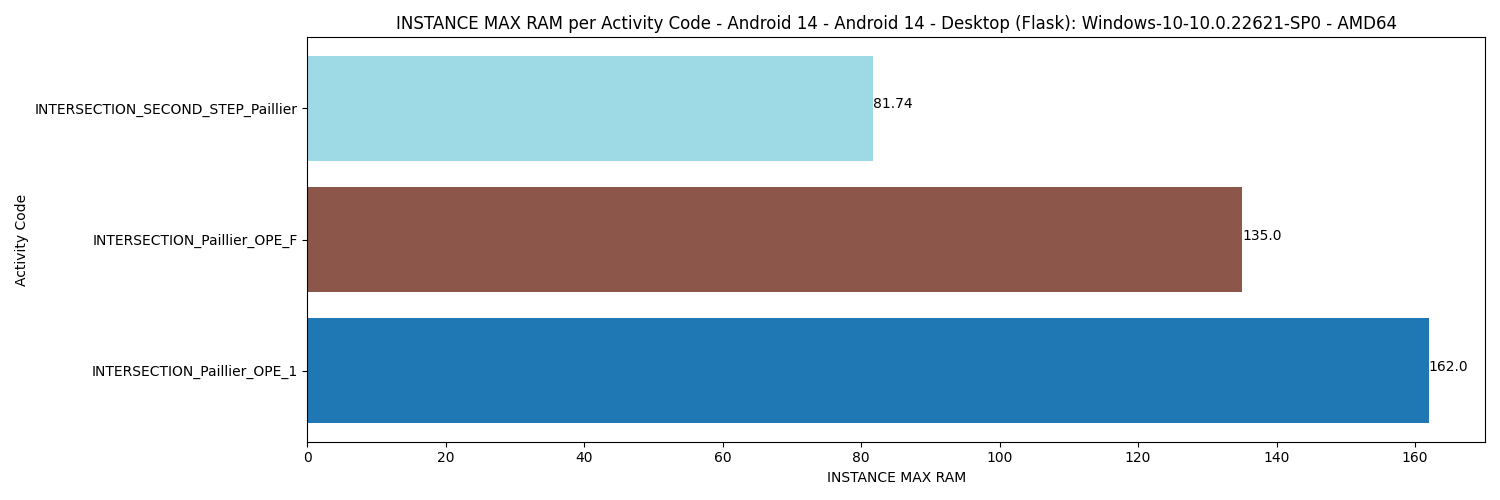 INSTANCE MAX RAM per Activity Code - Android 14 - Android 14 - Desktop (Flask): Windows-10-10.0.22621-SP0 - AMD64
INTERSECTION_SECOND_STEP_Paillier
81.74
INTERSECTION_Paillier_OPE_F
135.0
INTERSECTION_Paillier_OPE_1
162.0
Activity Code
0 20 40 60 80 100 120 140 160
INSTANCE MAX RAM